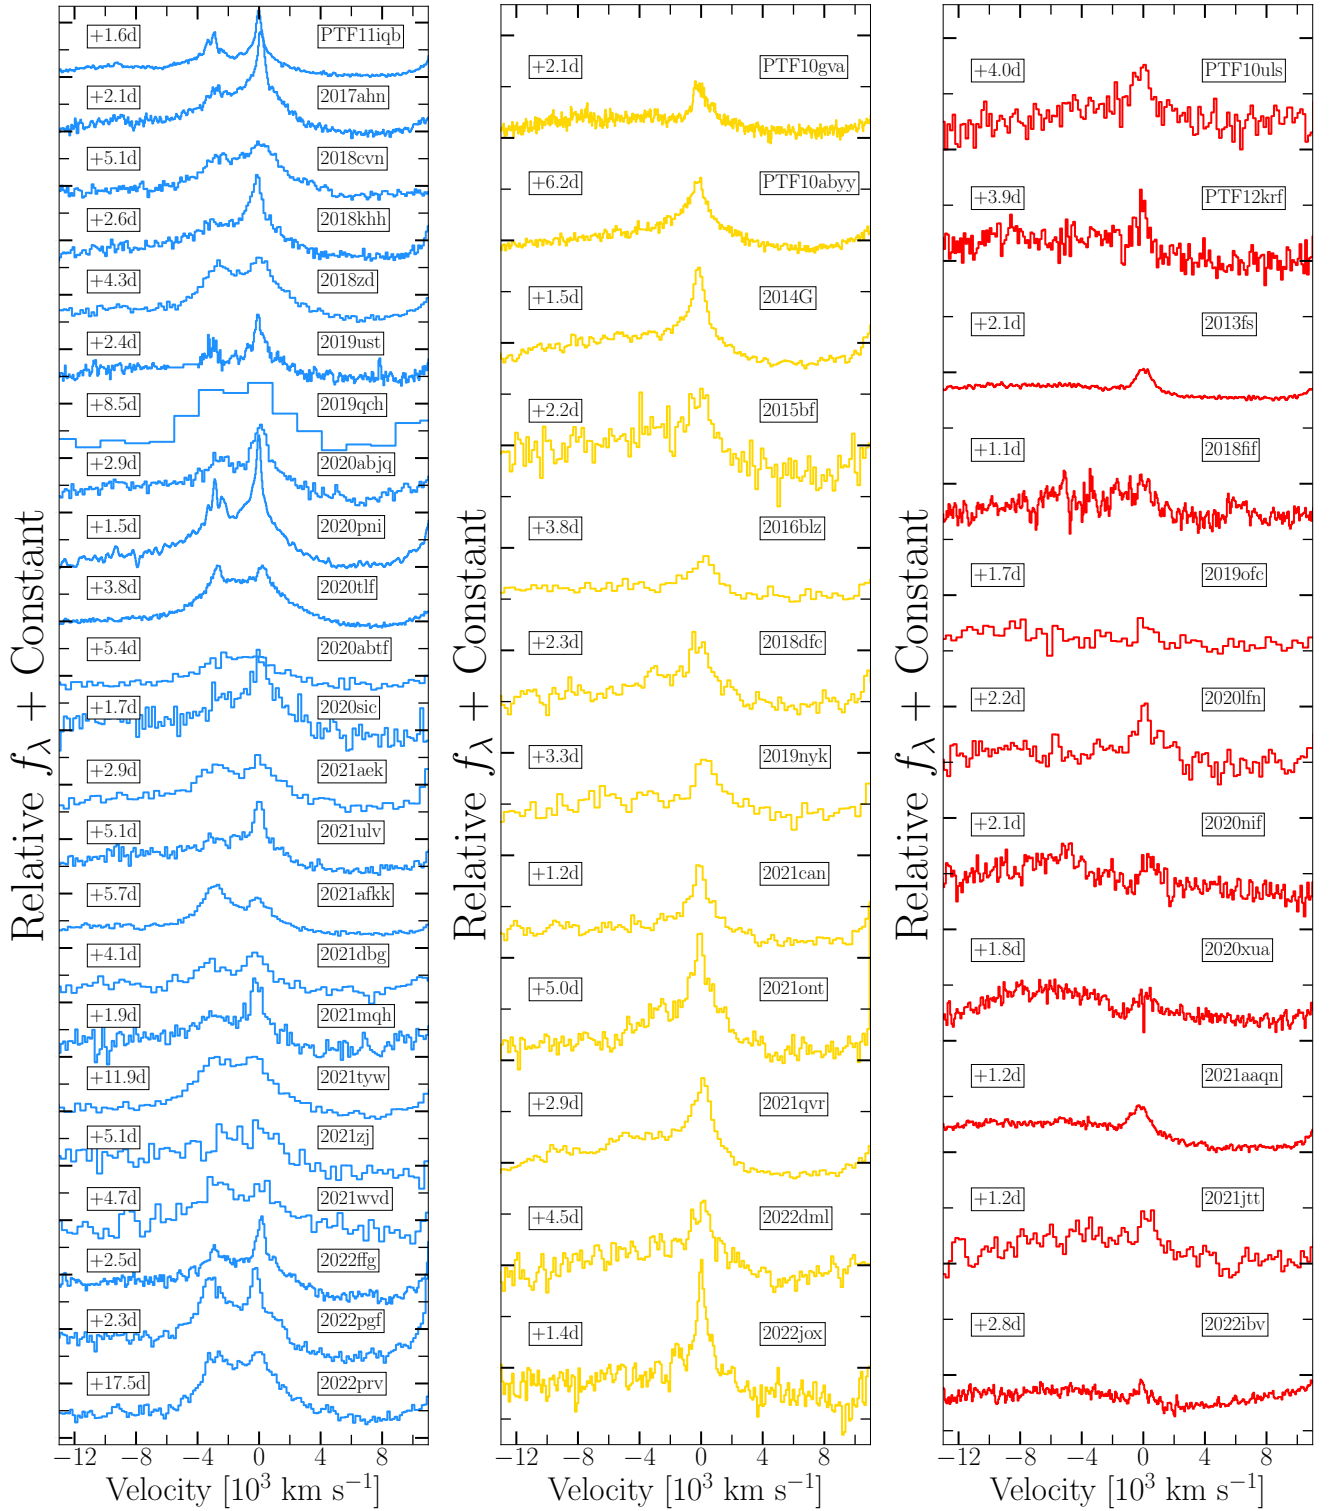 Relative f_λ + Constant
+1.6d PTF11iqb
+2.1d 2017ahn
+5.1d 2018cvn
+2.6d 2018khh
+4.3d 2018zd
+2.4d 2019ust
+8.5d 2019qch
+2.9d 2020abjq
+1.5d 2020pni
+3.8d 2020tlf
+5.4d 2020abtf
+1.7d 2020sic
+2.9d 2021aek
+5.1d 2021ulv
+5.7d 2021afkk
+4.1d 2021dbg
+1.9d 2021mqh
+11.9d 2021tyw
+5.1d 2021zj
+4.7d 2021wvd
+2.5d 2022ffg
+2.3d 2022pgf
+17.5d 2022prv
−12 −8 −4 0 4 8
Velocity [10³ km s⁻¹]
Relative f_λ + Constant
+2.1d PTF10gva
+6.2d PTF10abyy
+1.5d 2014G
+2.2d 2015bf
+3.8d 2016blz
+2.3d 2018dfc
+3.3d 2019nyk
+1.2d 2021can
+5.0d 2021ont
+2.9d 2021qvr
+4.5d 2022dml
+1.4d 2022jox
−12 −8 −4 0 4 8
Velocity [10³ km s⁻¹]
Relative f_λ + Constant
+4.0d PTF10uls
+3.9d PTF12krf
+2.1d 2013fs
+1.1d 2018fif
+1.7d 2019ofc
+2.2d 2020lfn
+2.1d 2020nif
+1.8d 2020xua
+1.2d 2021aaqn
+1.2d 2021jtt
+2.8d 2022ibv
−12 −8 −4 0 4 8
Velocity [10³ km s⁻¹]